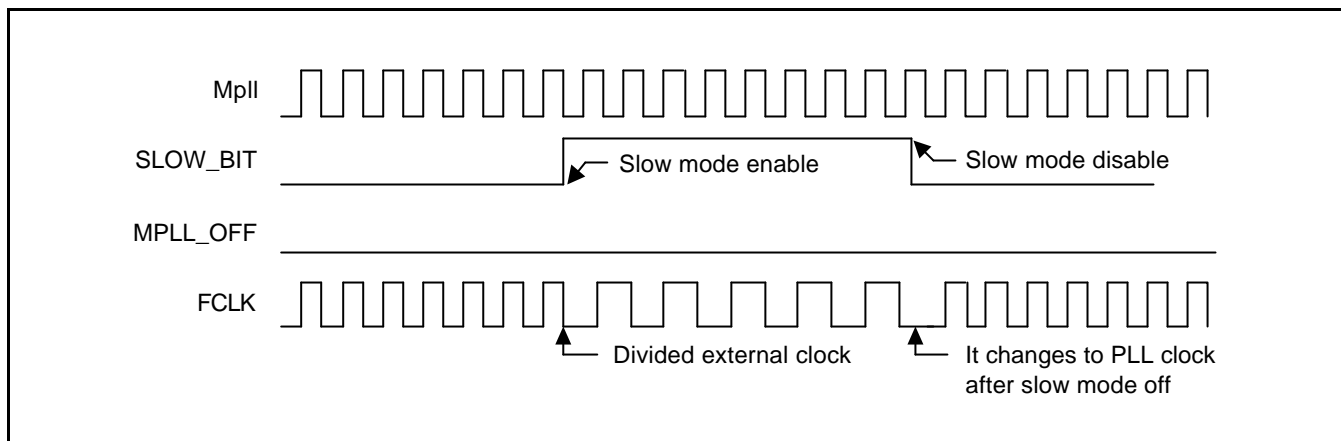 Mpll
SLOW_BIT
Slow mode enable
Slow mode disable
MPLL_OFF
FCLK
Divided external clock
It changes to PLL clock
after slow mode off